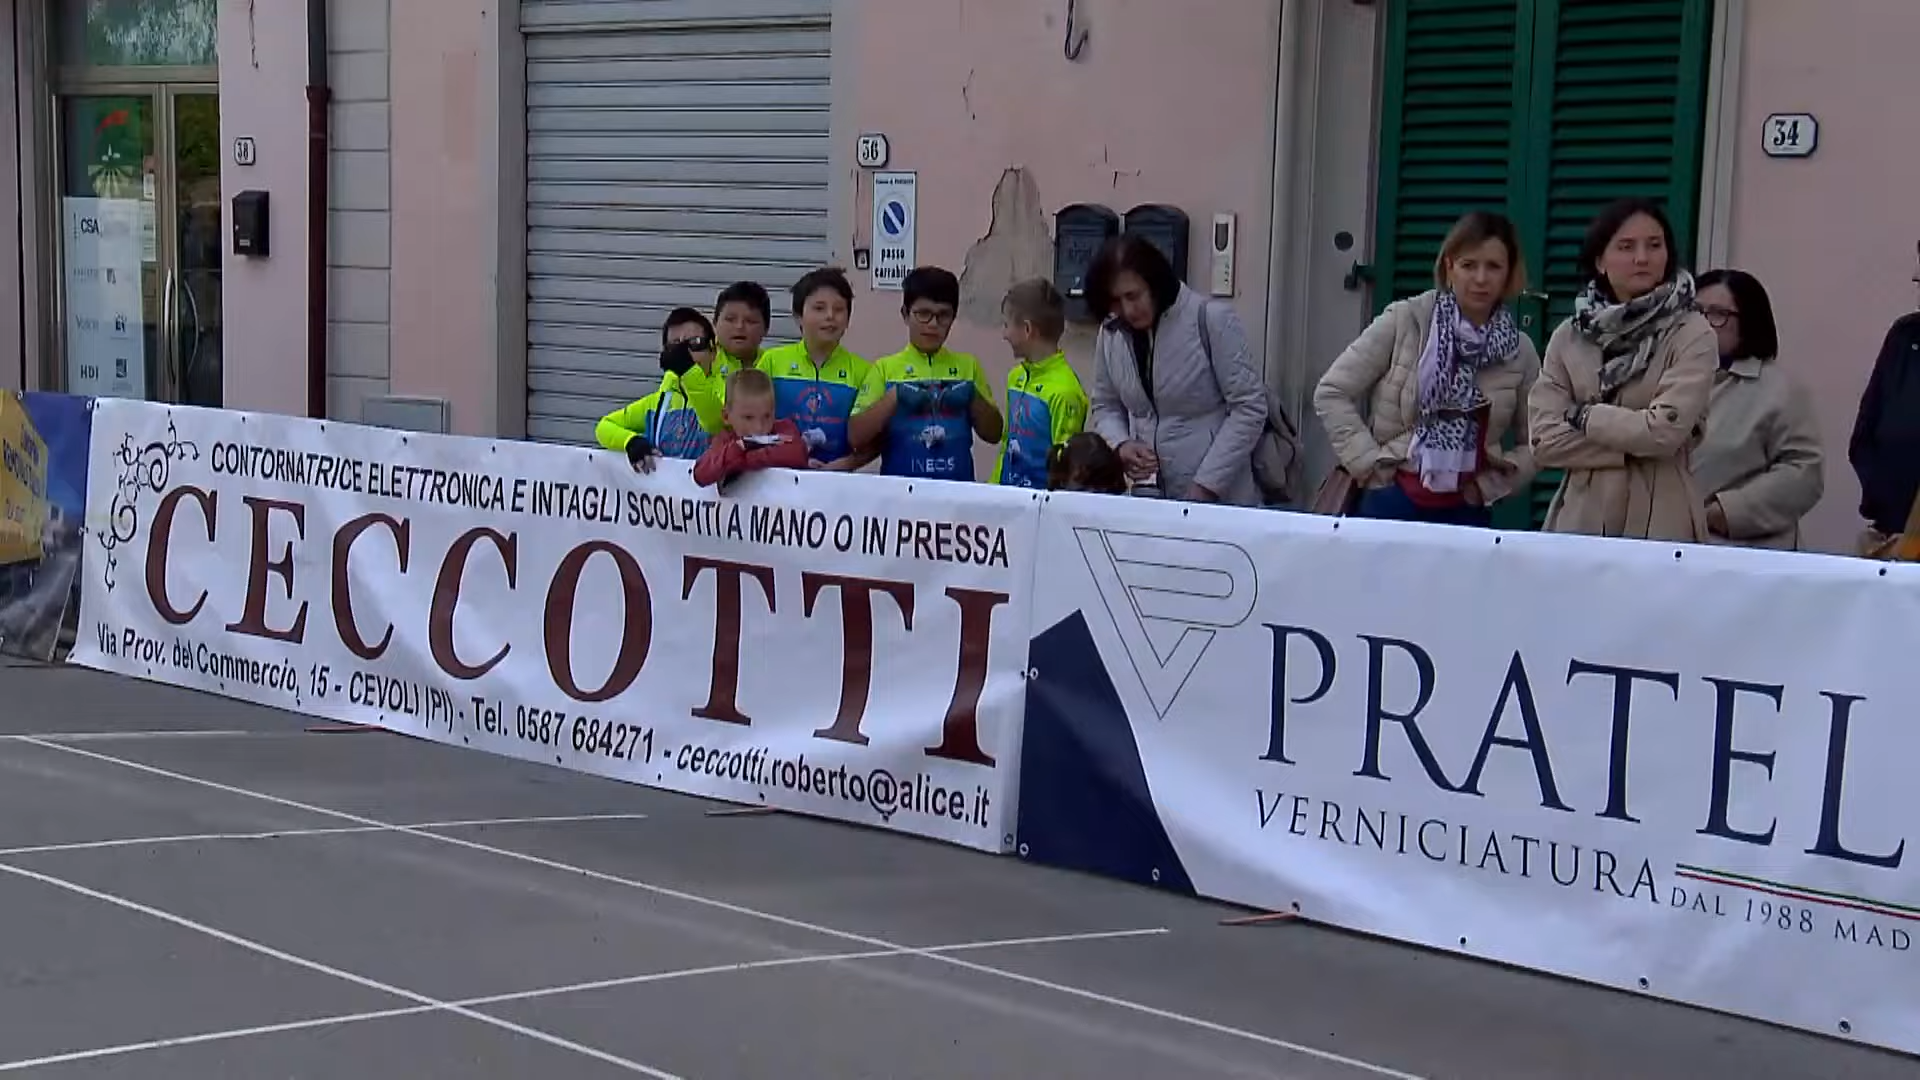 CSA
HDI
38
36
34
passo
carrabile
INEOS
CONTORNATRICE ELETTRONICA E INTAGLI SCOLPITI A MANO O IN PRESSA
CECCOTTI
Via Prov. del Commercio, 15 - CEVOLI (PI) - Tel. 0587 684271 - ceccotti.roberto@alice.it
PRATEL
VERNICIATURA
DAL 1988 MAD